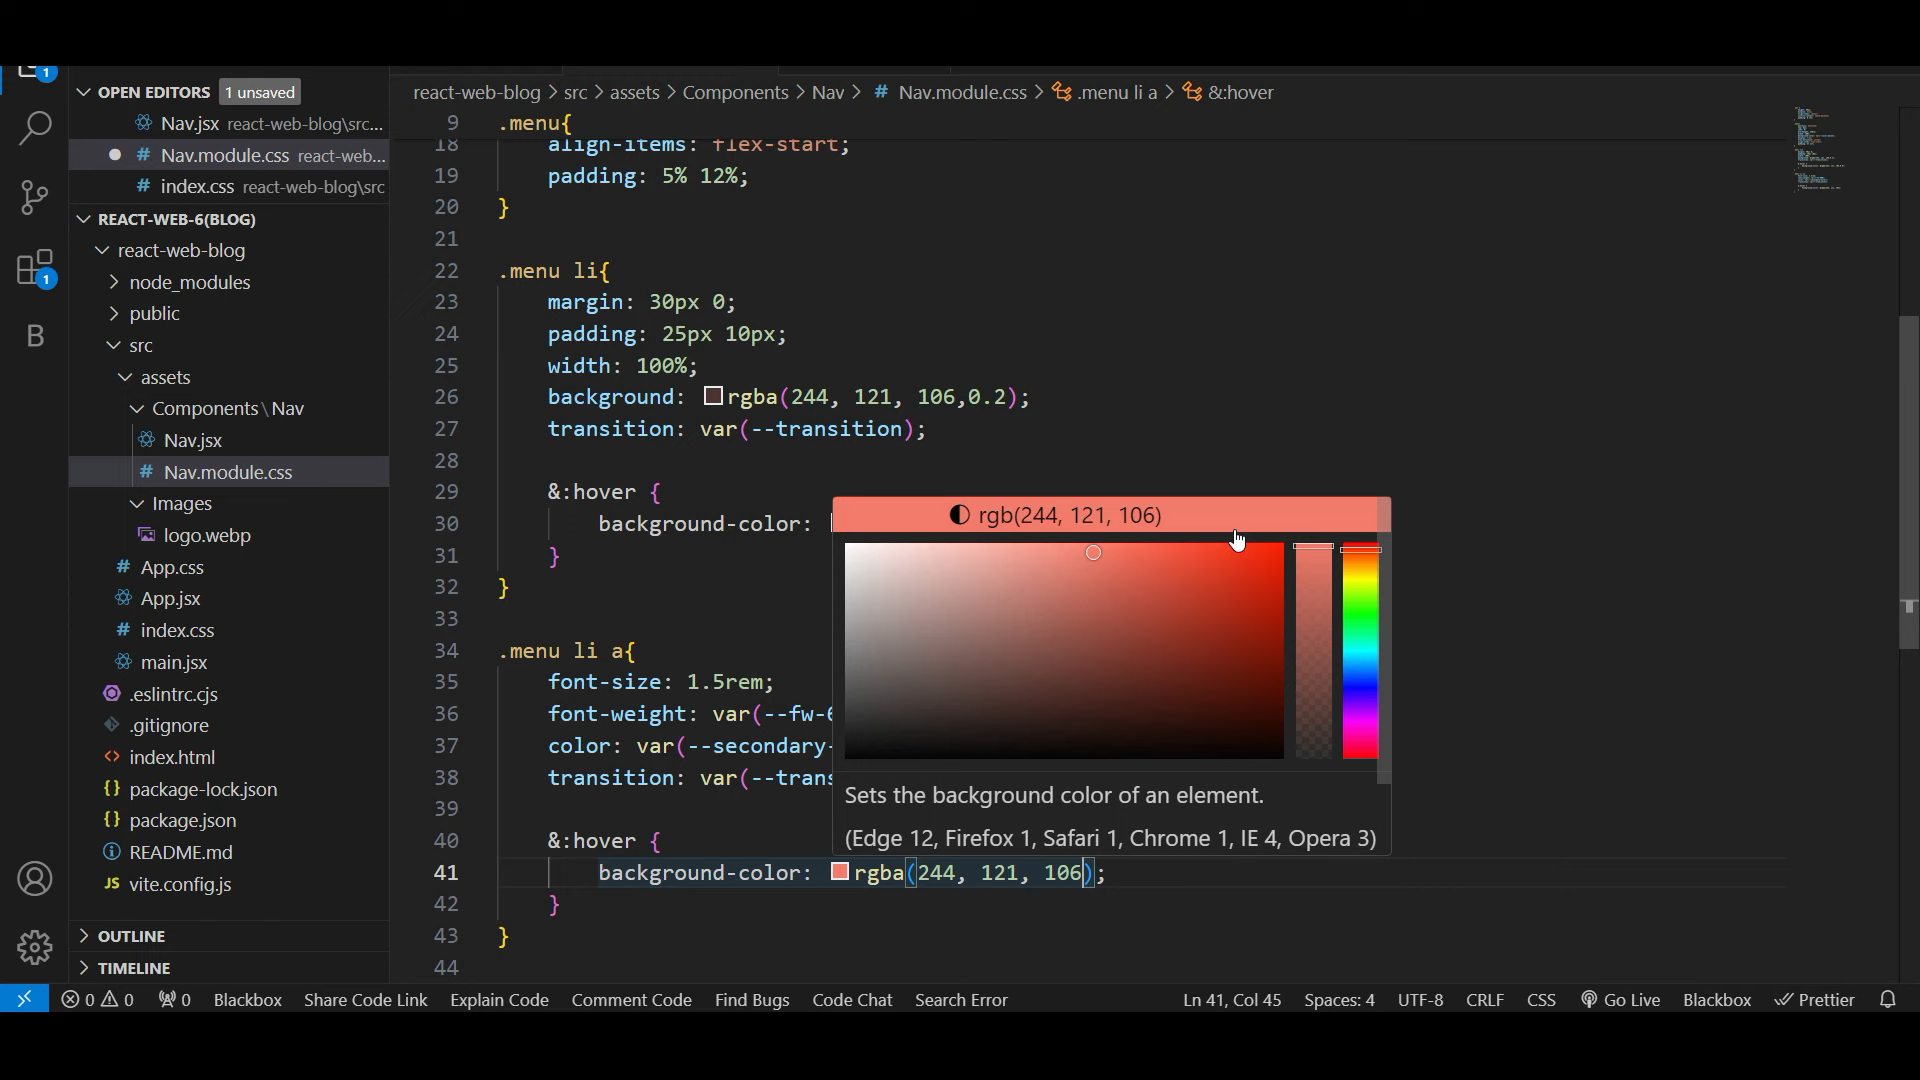 1
OPEN EDITORS 1 unsaved
Nav.jsx react-web-blog\src...
# Nav.module.css react-web...
# index.css react-web-blog\src
REACT-WEB-6(BLOG)
react-web-blog
node_modules
1
public
B
src
assets
Components\Nav
Nav.jsx
# Nav.module.css
Images
logo.webp
# App.css
App.jsx
# index.css
main.jsx
.eslintrc.cjs
.gitignore
<> index.html
{} package-lock.json
{} package.json
README.md
JS vite.config.js
OUTLINE
TIMELINE
react-web-blog > src > assets > Components > Nav > # Nav.module.css > .menu li a > &:hover
9 .menu{
18 align-items: flex-start;
19 padding: 5% 12%;
20 }
21
22 .menu li{
23 margin: 30px 0;
24 padding: 25px 10px;
25 width: 100%;
26 background: rgba(244, 121, 106,0.2);
27 transition: var(--transition);
28
29 &:hover {
30 background-color:
31 }
32 }
33
34 .menu li a{
35 font-size: 1.5rem;
36 font-weight: var(--fw-
37 color: var(--secondary-
38 transition: var(--trans
39
40 &:hover {
41 background-color: rgba(244, 121, 106);
42 }
43 }
44
rgb(244, 121, 106)
Sets the background color of an element.
(Edge 12, Firefox 1, Safari 1, Chrome 1, IE 4, Opera 3)
0 0 0 Blackbox Share Code Link Explain Code Comment Code Find Bugs Code Chat Search Error Ln 41, Col 45 Spaces: 4 UTF-8 CRLF CSS Go Live Blackbox Prettier